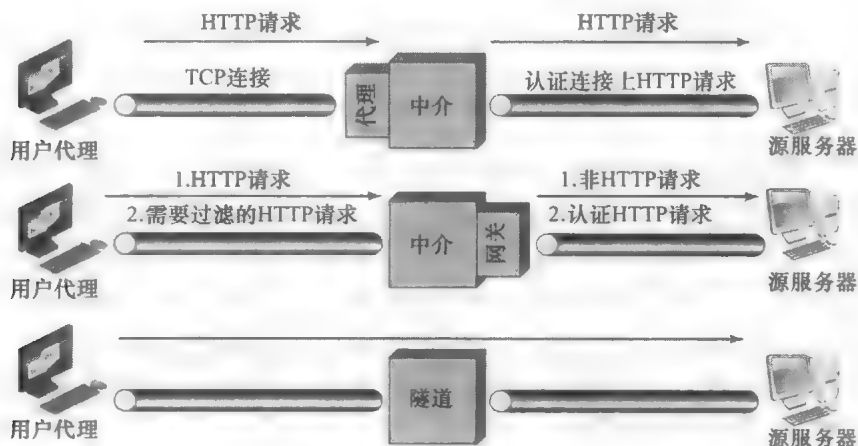 HTTP请求 HTTP请求
TCP连接 代理 中介 认证连接上HTTP请求
用户代理 源服务器
1.HTTP请求 1.非HTTP请求
2.需要过滤的HTTP请求 中介 网关 2.认证HTTP请求
用户代理 源服务器
隧道
用户代理 源服务器